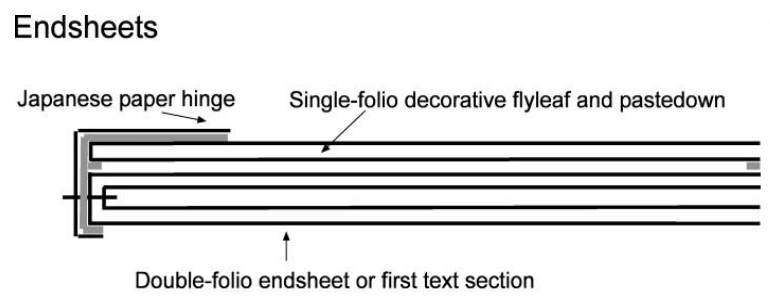 Endsheets
Japanese paper hinge
Single-folio decorative flyleaf and pastedown
Double-folio endsheet or first text section